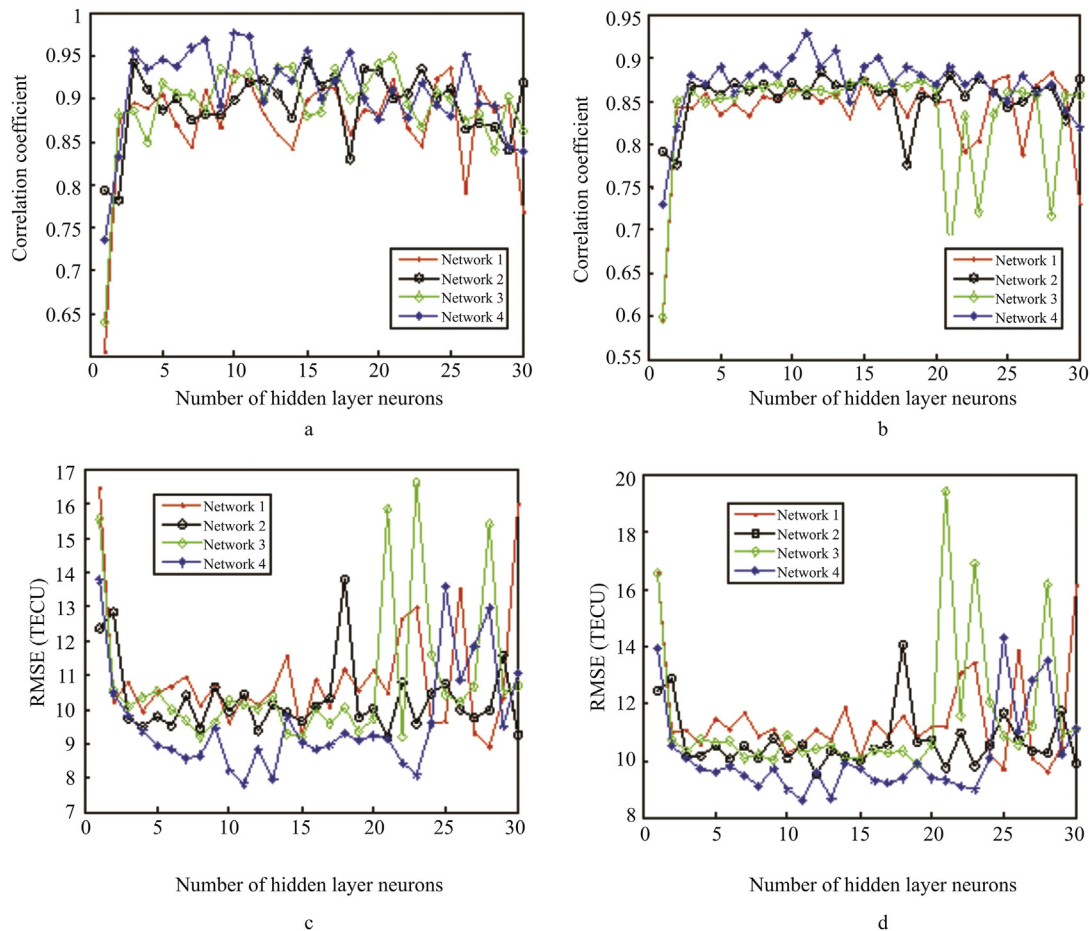 1
0.95
0.9
0.85
0.8
0.75
0.7
0.65
Correlation coefficient
Network 1
Network 2
Network 3
Network 4
0 5 10 15 20 25 30
Number of hidden layer neurons
a
0.95
0.9
0.85
0.8
0.75
0.7
0.65
0.6
0.55
Correlation coefficient
Network 1
Network 2
Network 3
Network 4
0 5 10 15 20 25 30
Number of hidden layer neurons
b
17
16
15
14
13
12
11
10
9
8
7
RMSE (TECU)
Network 1
Network 2
Network 3
Network 4
0 5 10 15 20 25 30
Number of hidden layer neurons
c
20
18
16
14
12
10
8
RMSE (TECU)
Network 1
Network 2
Network 3
Network 4
0 5 10 15 20 25 30
Number of hidden layer neurons
d